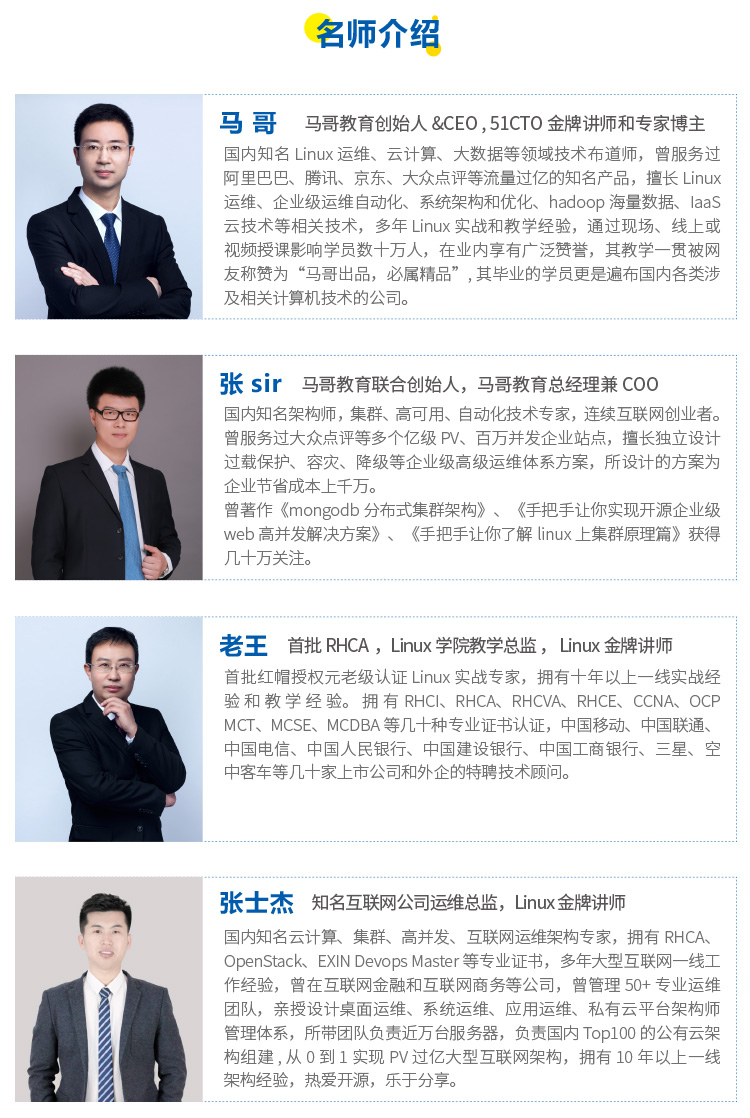 名师介绍
马 哥 马哥教育创始人 &CEO , 51CTO 金牌讲师和专家博主
国内知名 Linux 运维、云计算、大数据等领域技术布道师，曾服务过
阿里巴巴、腾讯、京东、大众点评等流量过亿的知名产品，擅长 Linux
运维、企业级运维自动化、系统架构和优化、hadoop 海量数据、IaaS
云技术等相关技术，多年 Linux 实战和教学经验，通过现场、线上或
视频授课影响学员数十万人，在业内享有广泛赞誉，其教学一贯被网
友称赞为“马哥出品，必属精品”, 其毕业的学员更是遍布国内各类涉
及相关计算机技术的公司。
张 sir 马哥教育联合创始人，马哥教育总经理兼 COO
国内知名架构师，集群、高可用、自动化技术专家，连续互联网创业者。
曾服务过大众点评等多个亿级 PV、百万并发企业站点，擅长独立设计
过载保护、容灾、降级等企业级高级运维体系方案，所设计的方案为
企业节省成本上千万。
曾著作《mongodb 分布式集群架构》、《手把手让你实现开源企业级
web 高并发解决方案》、《手把手让你了解 linux 上集群原理篇》获得
几十万关注。
老王 首批 RHCA ，Linux 学院教学总监 ， Linux 金牌讲师
首批红帽授权元老级认证 Linux 实战专家，拥有十年以上一线实战经
验和教学经验。拥有 RHCI、RHCA、RHCVA、RHCE、CCNA、OCP
MCT、MCSE、MCDBA 等几十种专业证书认证，中国移动、中国联通、
中国电信、中国人民银行、中国建设银行、中国工商银行、三星、空
中客车等几十家上市公司和外企的特聘技术顾问。
张士杰 知名互联网公司运维总监，Linux 金牌讲师
国内知名云计算、集群、高并发、互联网运维架构专家，拥有 RHCA、
OpenStack、EXIN Devops Master 等专业证书，多年大型互联网一线工
作经验，曾在互联网金融和互联网商务等公司，曾管理 50+ 专业运维
团队，亲授设计桌面运维、系统运维、应用运维、私有云平台架构师
管理体系，所带团队负责近万台服务器，负责国内 Top100 的公有云架
构组建 , 从 0 到 1 实现 PV 过亿大型互联网架构，拥有 10 年以上一线
架构经验，热爱开源，乐于分享。